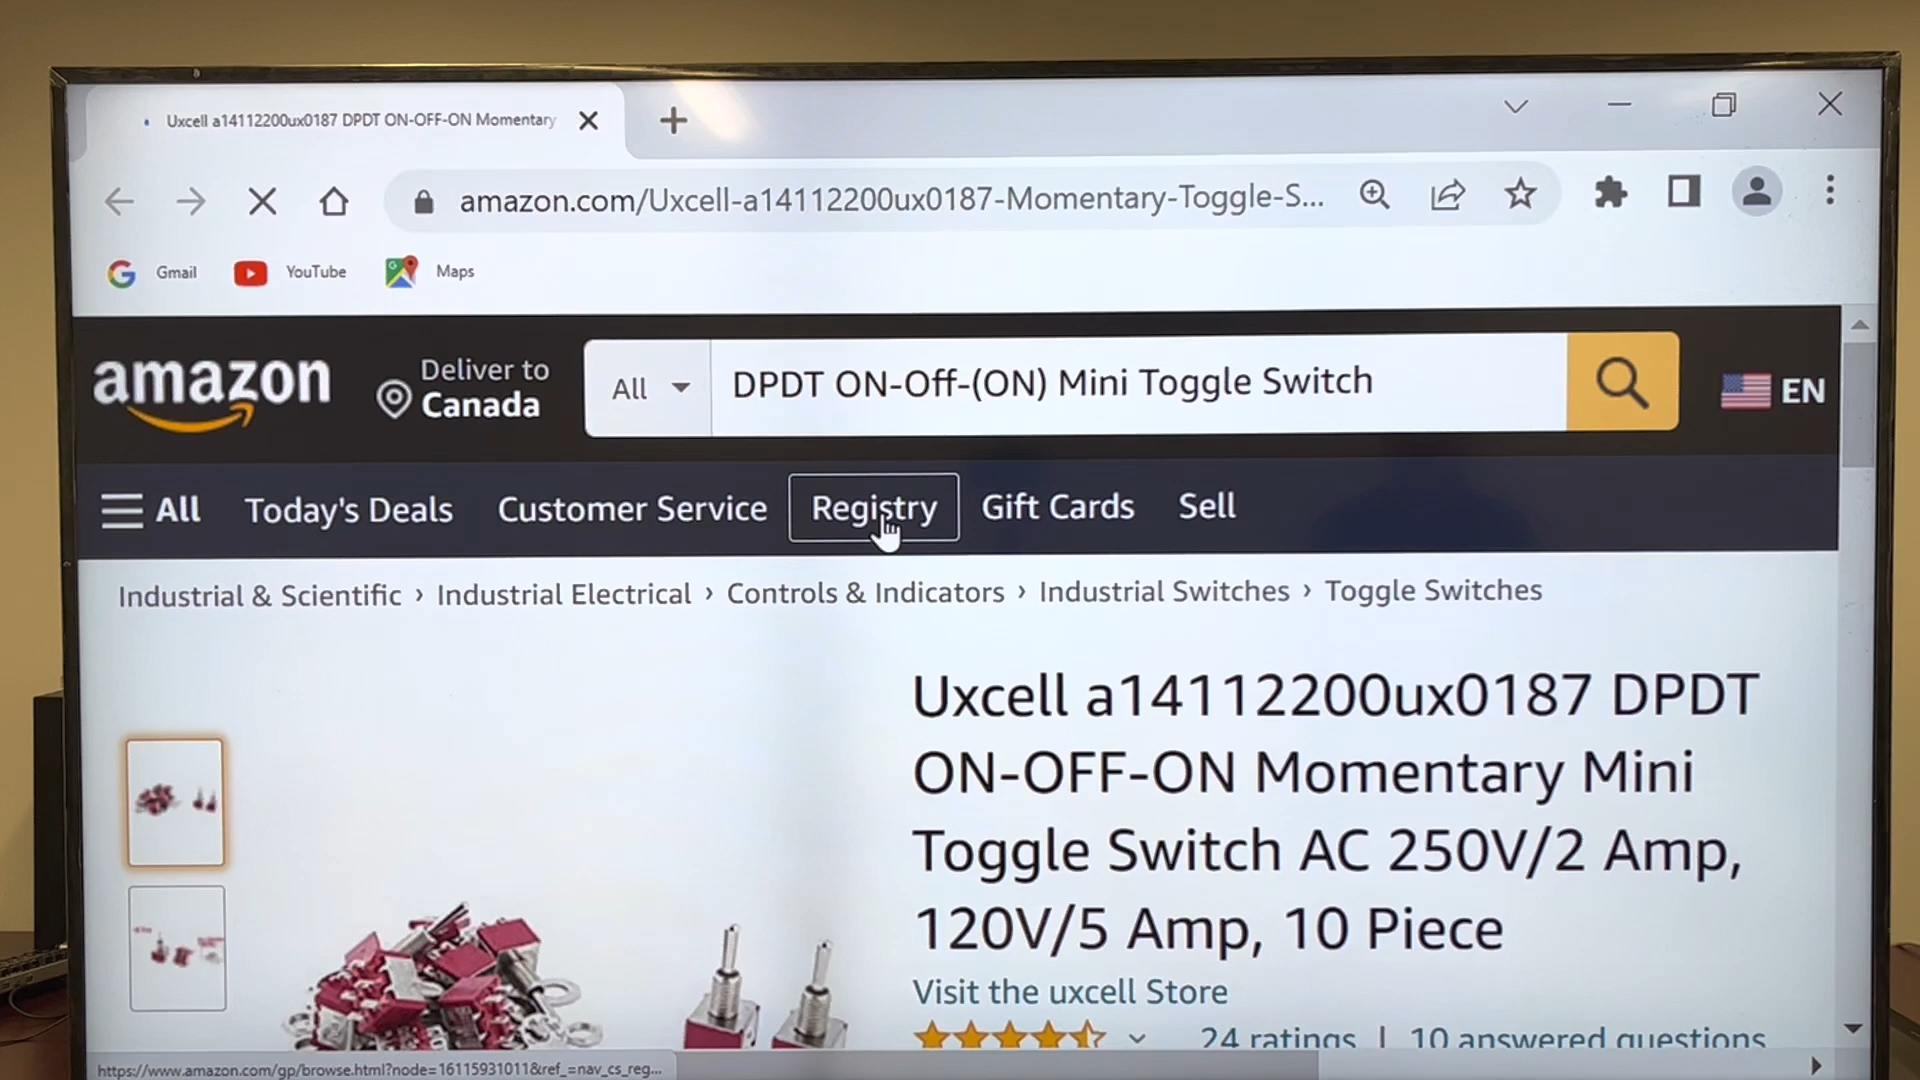 Uxcell a14112200ux0187 DPDT ON-OFF-ON Momentary
amazon.com/Uxcell-a14112200ux0187-Momentary-Toggle-S...
Gmail YouTube Maps
amazon
Deliver to
Canada
All
DPDT ON-Off-(ON) Mini Toggle Switch
EN
All Today's Deals Customer Service Registry Gift Cards Sell
Industrial & Scientific › Industrial Electrical › Controls & Indicators › Industrial Switches › Toggle Switches
Uxcell a14112200ux0187 DPDT
ON-OFF-ON Momentary Mini
Toggle Switch AC 250V/2 Amp,
120V/5 Amp, 10 Piece
Visit the uxcell Store
24 ratings | 10 answered questions
https://www.amazon.com/gp/browse.html?node=16115931011&ref_=nav_cs_reg...